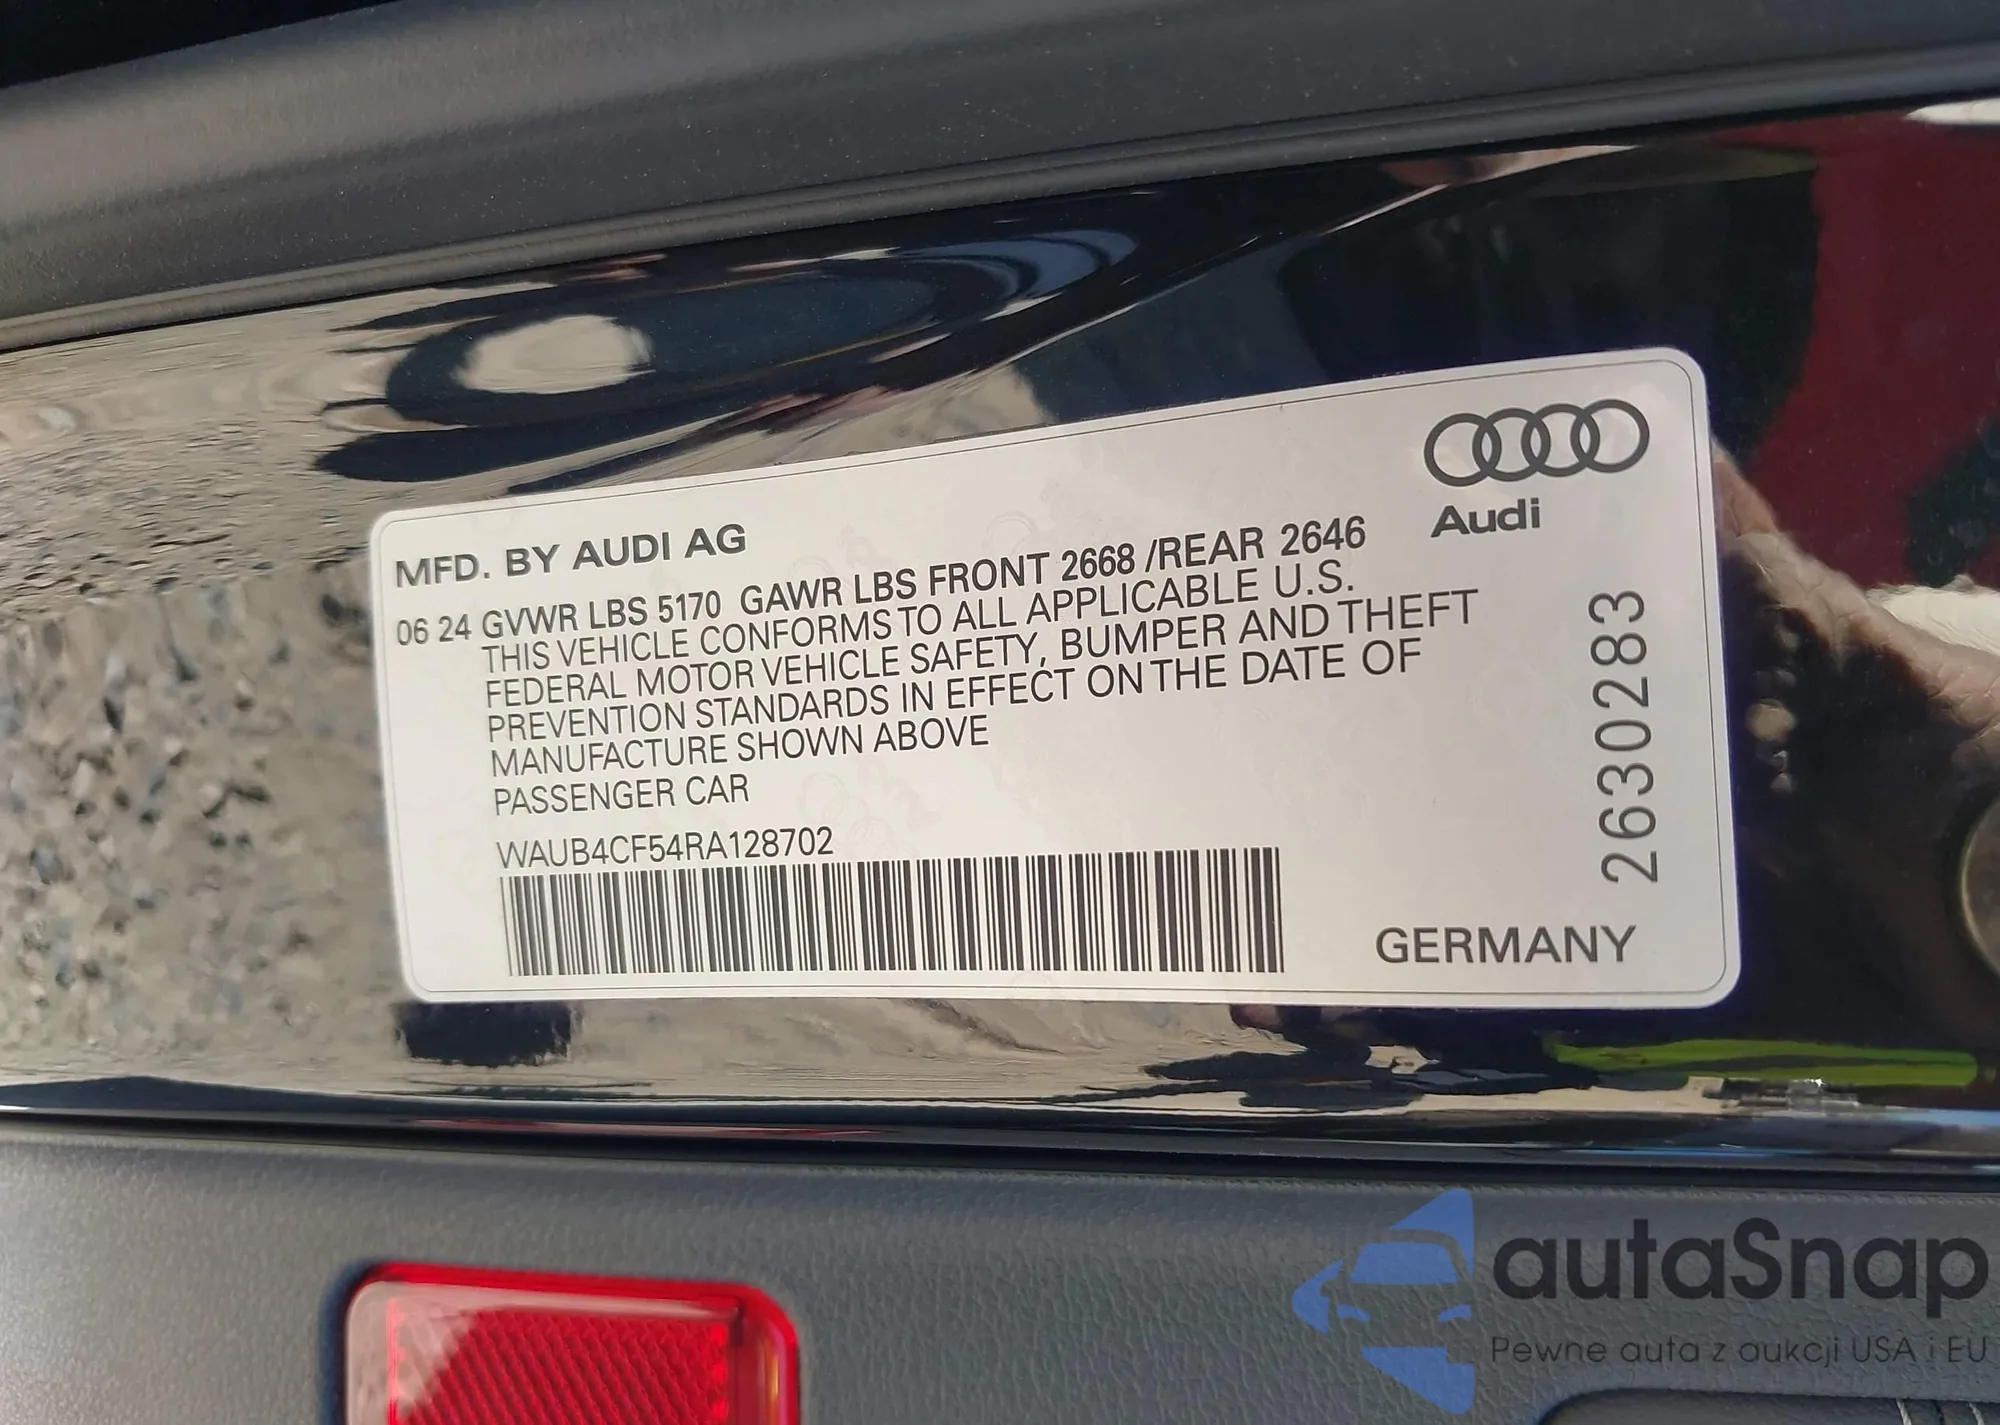 Audi
MFD. BY AUDI AG
06 24 GVWR LBS 5170 GAWR LBS FRONT 2668 /REAR 2646
THIS VEHICLE CONFORMS TO ALL APPLICABLE U.S.
FEDERAL MOTOR VEHICLE SAFETY, BUMPER AND THEFT
PREVENTION STANDARDS IN EFFECT ON THE DATE OF
MANUFACTURE SHOWN ABOVE
PASSENGER CAR
WAUB4CF54RA128702
GERMANY
2630283
autaSnap
Pewne auta z aukcji USA i EU